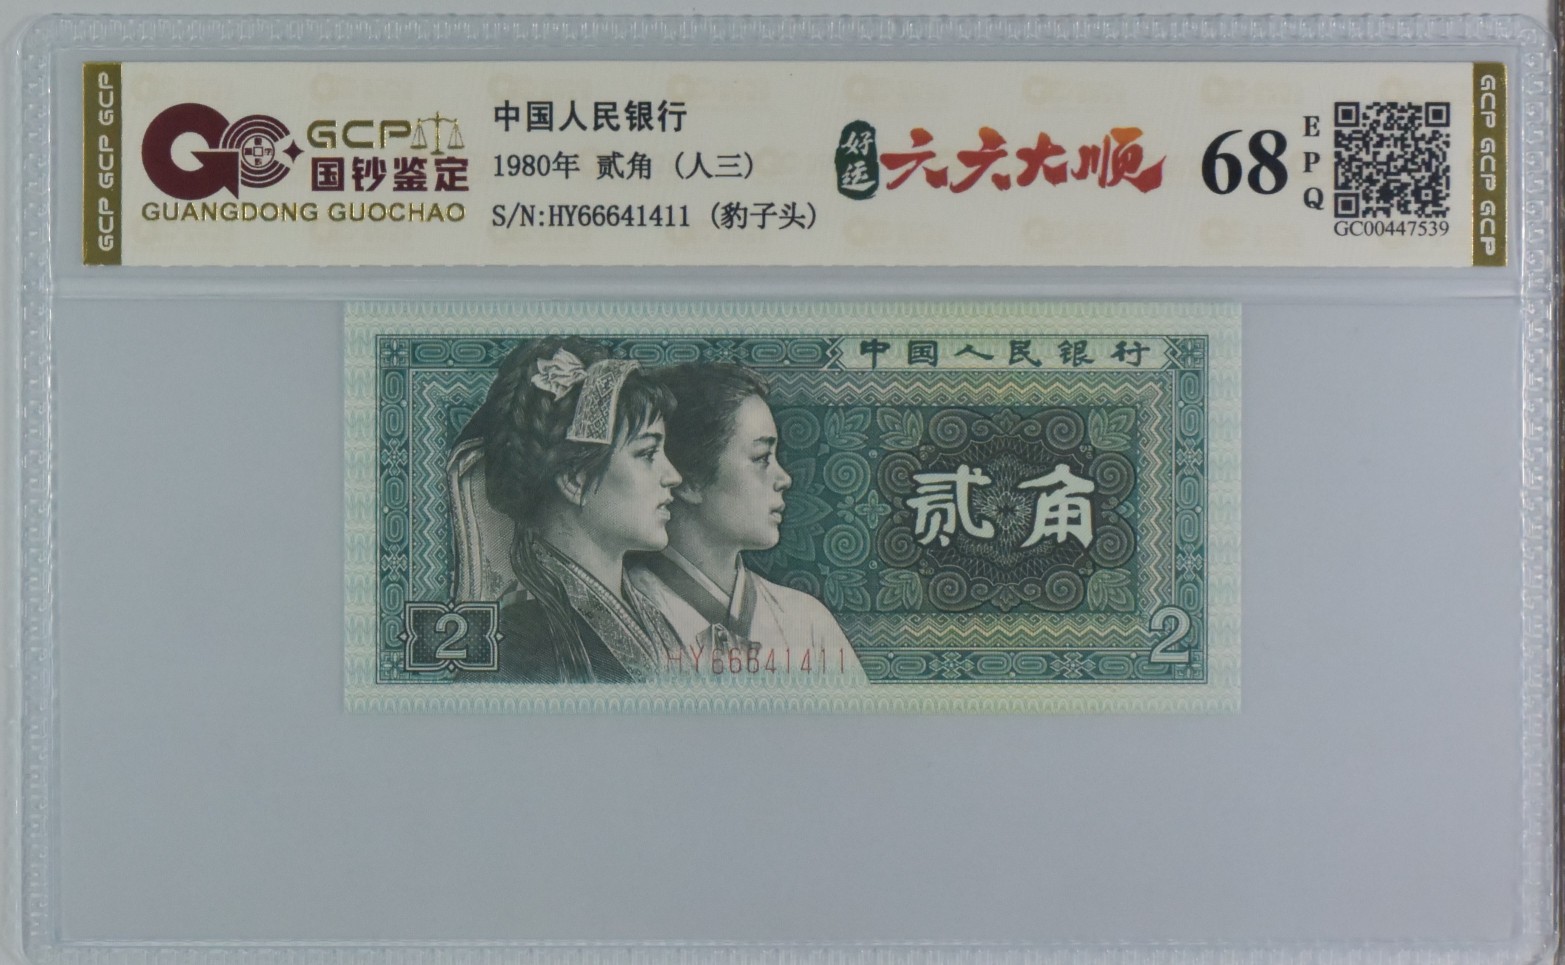 GCP GCP GCP
GCP
国钞鉴定
GUANGDONG GUOCHAO
中国人民银行
1980年 贰角 (人三)
S/N:HY66641411 (豹子头)
好运
六六大顺
68
EPQ
GC00447539
GCP GCP GCP
中国人民银行
贰角
2
2
HY66641411